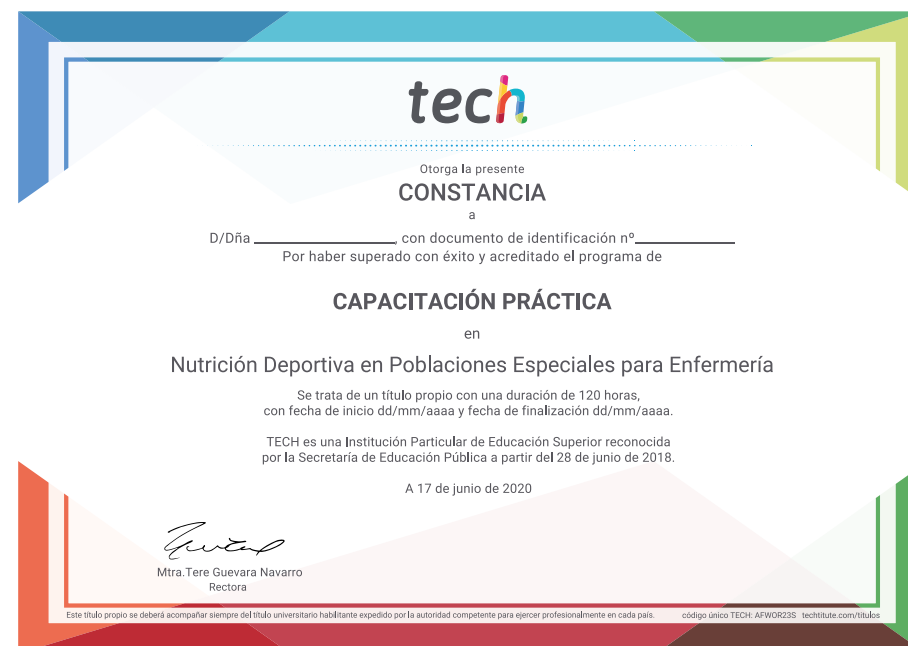 tech
Otorga la presente
CONSTANCIA
a
D/Dña ____________________, con documento de identificación nº______________
Por haber superado con éxito y acreditado el programa de
CAPACITACIÓN PRÁCTICA
en
Nutrición Deportiva en Poblaciones Especiales para Enfermería
Se trata de un título propio con una duración de 120 horas,
con fecha de inicio dd/mm/aaaa y fecha de finalización dd/mm/aaaa.
TECH es una Institución Particular de Educación Superior reconocida
por la Secretaría de Educación Pública a partir del 28 de junio de 2018.
A 17 de junio de 2020
Mtra.Tere Guevara Navarro
Rectora
Este título propio se deberá acompañar siempre del título universitario habilitante expedido por la autoridad competente para ejercer profesionalmente en cada país. código único TECH: AFWOR23S techtitute.com/titulos